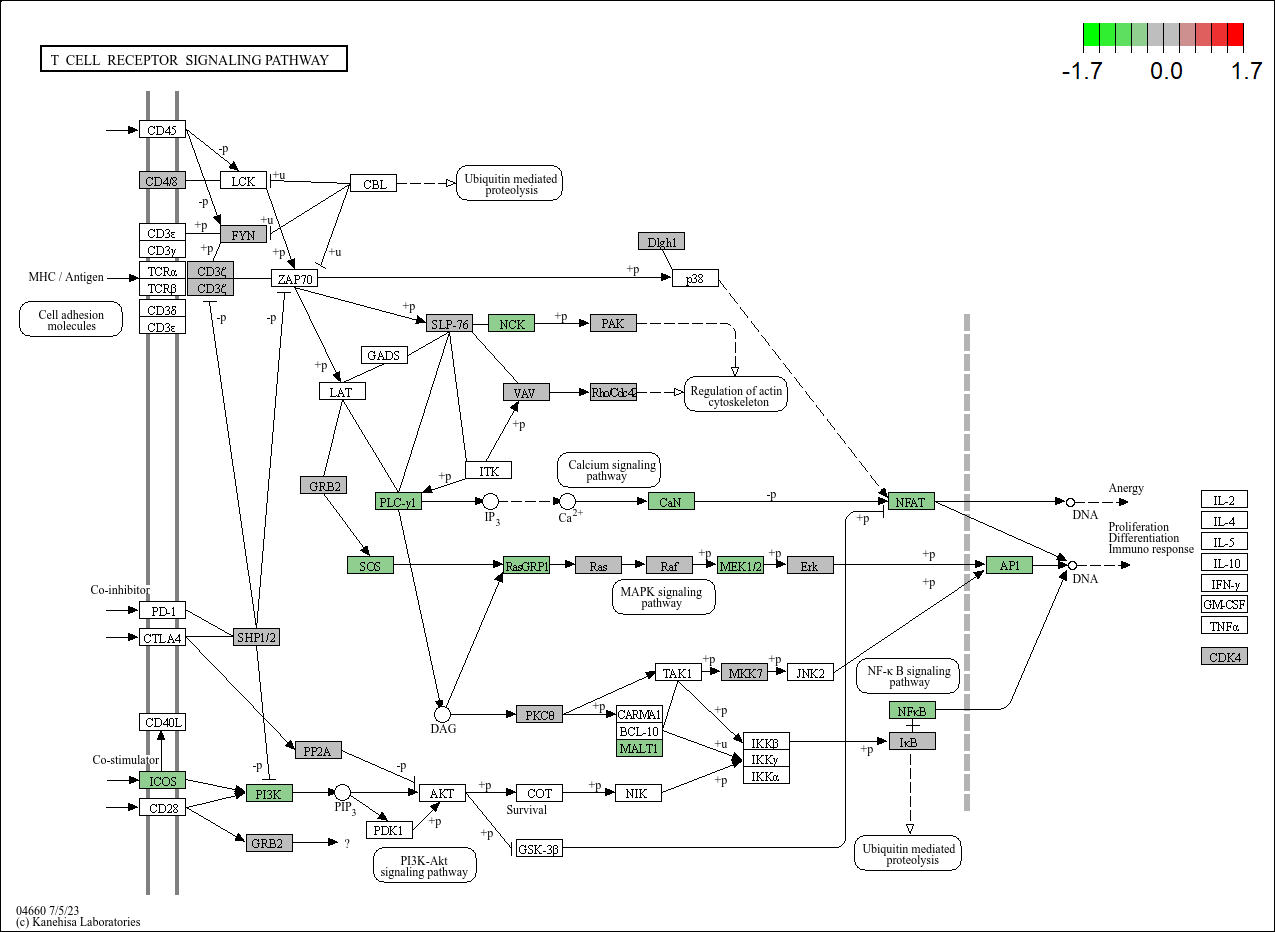 T CELL RECEPTOR SIGNALING PATHWAY
-1.7 0.0 1.7
CD45
-p
CD4/8
LCK
+u
CBL
Ubiquitin mediated
proteolysis
-p
CD3ε
+p
FYN
+u
CD3γ
+p
+p
+u
Dlgh1
MHC / Antigen
TCRα
CD3ζ
ZAP70
+p
p38
TCRβ
CD3ζ
Cell adhesion
molecules
CD3δ
CD3ε
-p
-p
+p
SLP-76
NCK
+p
PAK
GADS
+p
LAT
VAV
Rho/Cdc42
Regulation of actin
cytoskeleton
+p
ITK
Calcium signaling
pathway
GRB2
+p
PLC-γ1
IP3
Ca2+
CaN
-p
NFAT
+p
DNA
Anergy
Proliferation
Differentiation
Immuno response
IL-2
IL-4
IL-5
IL-10
IFN-γ
GM-CSF
TNFα
CDK4
SOS
RasGRP1
Ras
Raf
+p
MEK1/2
+p
Erk
+p
+p
AP1
DNA
MAPK signaling
pathway
Co-inhibitor
PD-1
CTLA4
SHP1/2
TAK1
+p
MKK7
+p
JNK2
NF-κ B signaling
pathway
DAG
PKCθ
+p
CARMA1
BCL-10
MALT1
+p
+u
+p
IKKβ
IKKγ
IKKα
+p
NFκB
IκB
CD40L
PP2A
Co-stimulator
ICOS
CD28
-p
PI3K
PIP3
-p
AKT
+p
COT
+p
NIK
Survival
PDK1
+p
+p
GSK-3β
GRB2
?
PI3K-Akt
signaling pathway
Ubiquitin mediated
proteolysis
04660 7/5/23
(c) Kanehisa Laboratories